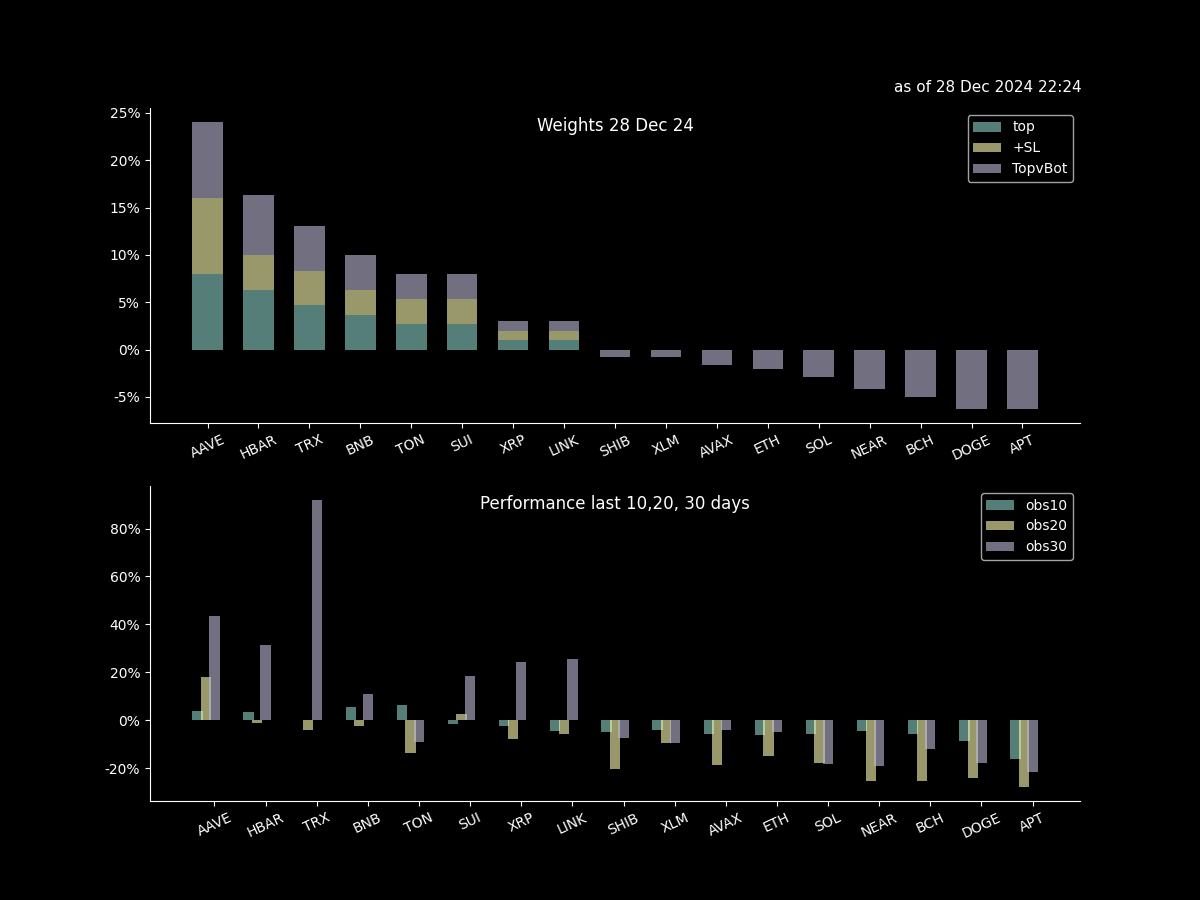 as of 28 Dec 2024 22:24
Weights 28 Dec 24
top
+SL
TopvBot
25%
20%
15%
10%
5%
0%
-5%
AAVE HBAR TRX BNB TON SUI XRP LINK SHIB XLM AVAX ETH SOL NEAR BCH DOGE APT
Performance last 10,20, 30 days
obs10
obs20
obs30
80%
60%
40%
20%
0%
-20%
AAVE HBAR TRX BNB TON SUI XRP LINK SHIB XLM AVAX ETH SOL NEAR BCH DOGE APT